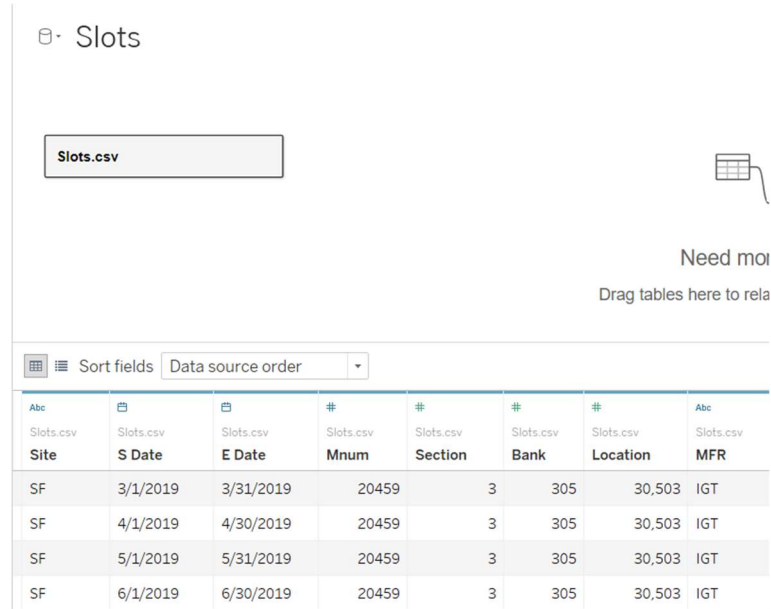 Slots
Slots.csv
Need mor
Drag tables here to rela
Sort fields Data source order
Abc # # # # Abc
Slots.csv Slots.csv Slots.csv Slots.csv Slots.csv Slots.csv Slots.csv Slots.csv
Site S Date E Date Mnum Section Bank Location MFR
SF 3/1/2019 3/31/2019 20459 3 305 30,503 IGT
SF 4/1/2019 4/30/2019 20459 3 305 30,503 IGT
SF 5/1/2019 5/31/2019 20459 3 305 30,503 IGT
SF 6/1/2019 6/30/2019 20459 3 305 30,503 IGT